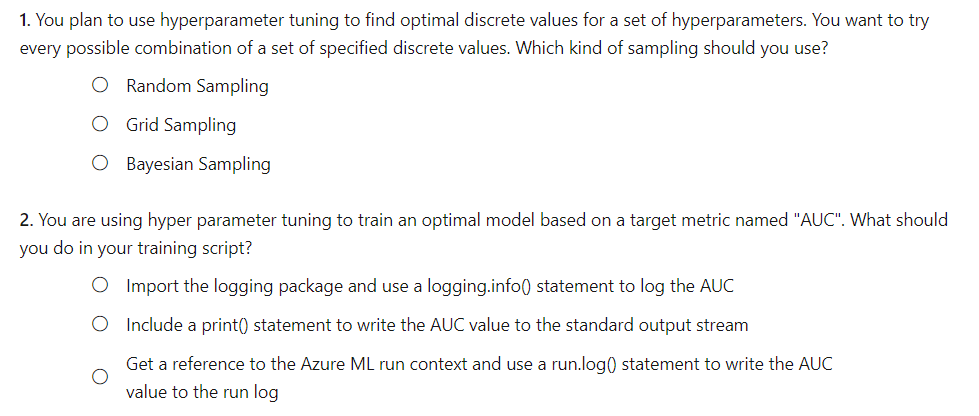 1. You plan to use hyperparameter tuning to find optimal discrete values for a set of hyperparameters. You want to try
every possible combination of a set of specified discrete values. Which kind of sampling should you use?
Random Sampling
Grid Sampling
Bayesian Sampling
2. You are using hyper parameter tuning to train an optimal model based on a target metric named "AUC". What should
you do in your training script?
Import the logging package and use a logging.info() statement to log the AUC
Include a print() statement to write the AUC value to the standard output stream
Get a reference to the Azure ML run context and use a run.log() statement to write the AUC
value to the run log